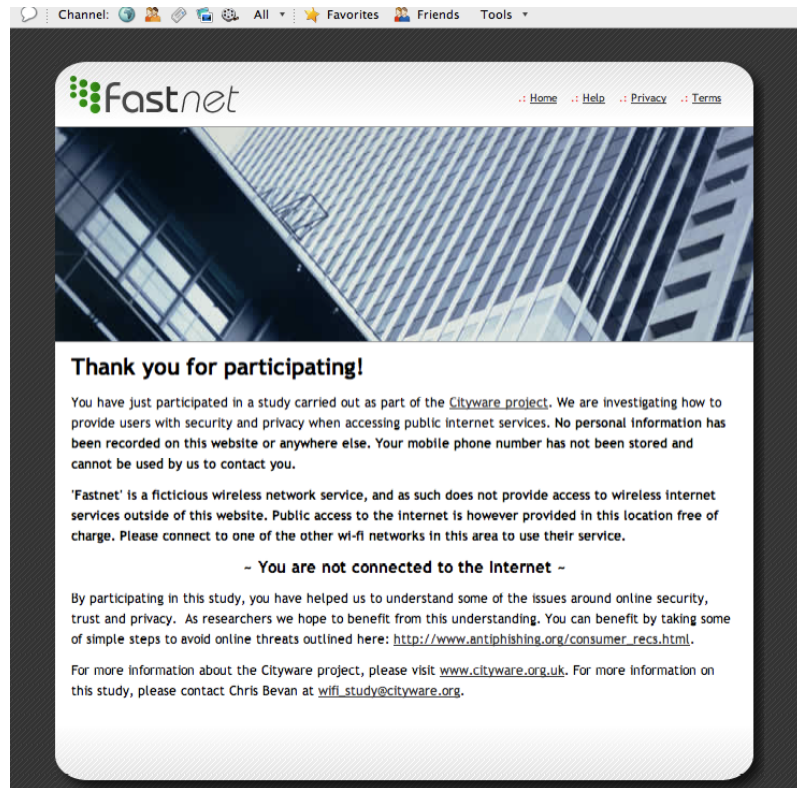 Channel: All Favorites Friends Tools
Fastnet
.: Home .: Help .: Privacy .: Terms
Thank you for participating!
You have just participated in a study carried out as part of the Cityware project. We are investigating how to
provide users with security and privacy when accessing public internet services. No personal information has
been recorded on this website or anywhere else. Your mobile phone number has not been stored and
cannot be used by us to contact you.
'Fastnet' is a ficticious wireless network service, and as such does not provide access to wireless internet
services outside of this website. Public access to the internet is however provided in this location free of
charge. Please connect to one of the other wi-fi networks in this area to use their service.
~ You are not connected to the Internet ~
By participating in this study, you have helped us to understand some of the issues around online security,
trust and privacy. As researchers we hope to benefit from this understanding. You can benefit by taking some
of simple steps to avoid online threats outlined here: http://www.antiphishing.org/consumer_recs.html.
For more information about the Cityware project, please visit www.cityware.org.uk. For more information on
this study, please contact Chris Bevan at wifi_study@cityware.org.